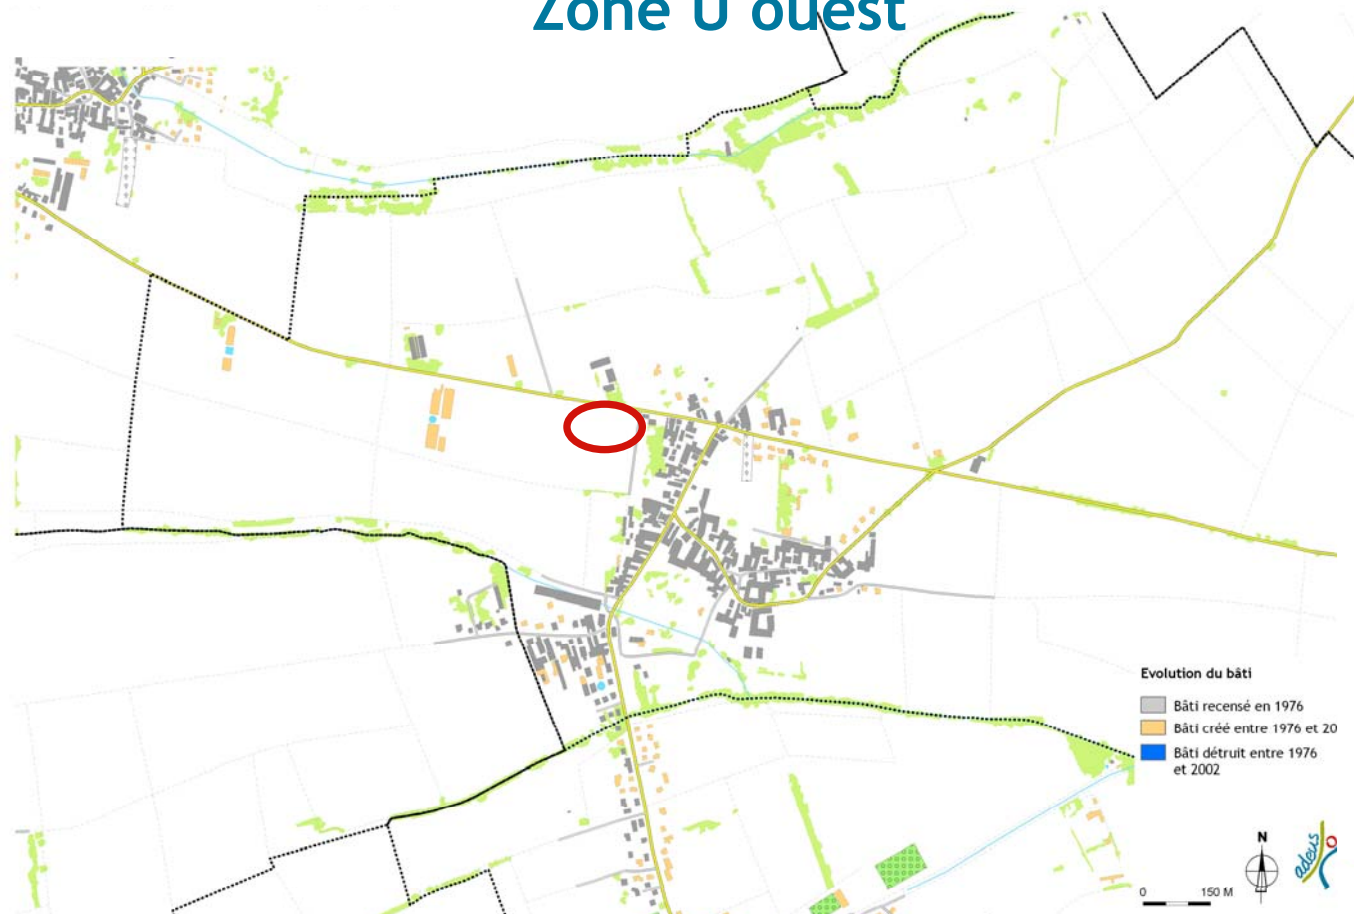 Zone U ouest
Evolution du bâti
Bâti recensé en 1976
Bâti créé entre 1976 et 20
Bâti détruit entre 1976
et 2002
N
adeus
0 150 M